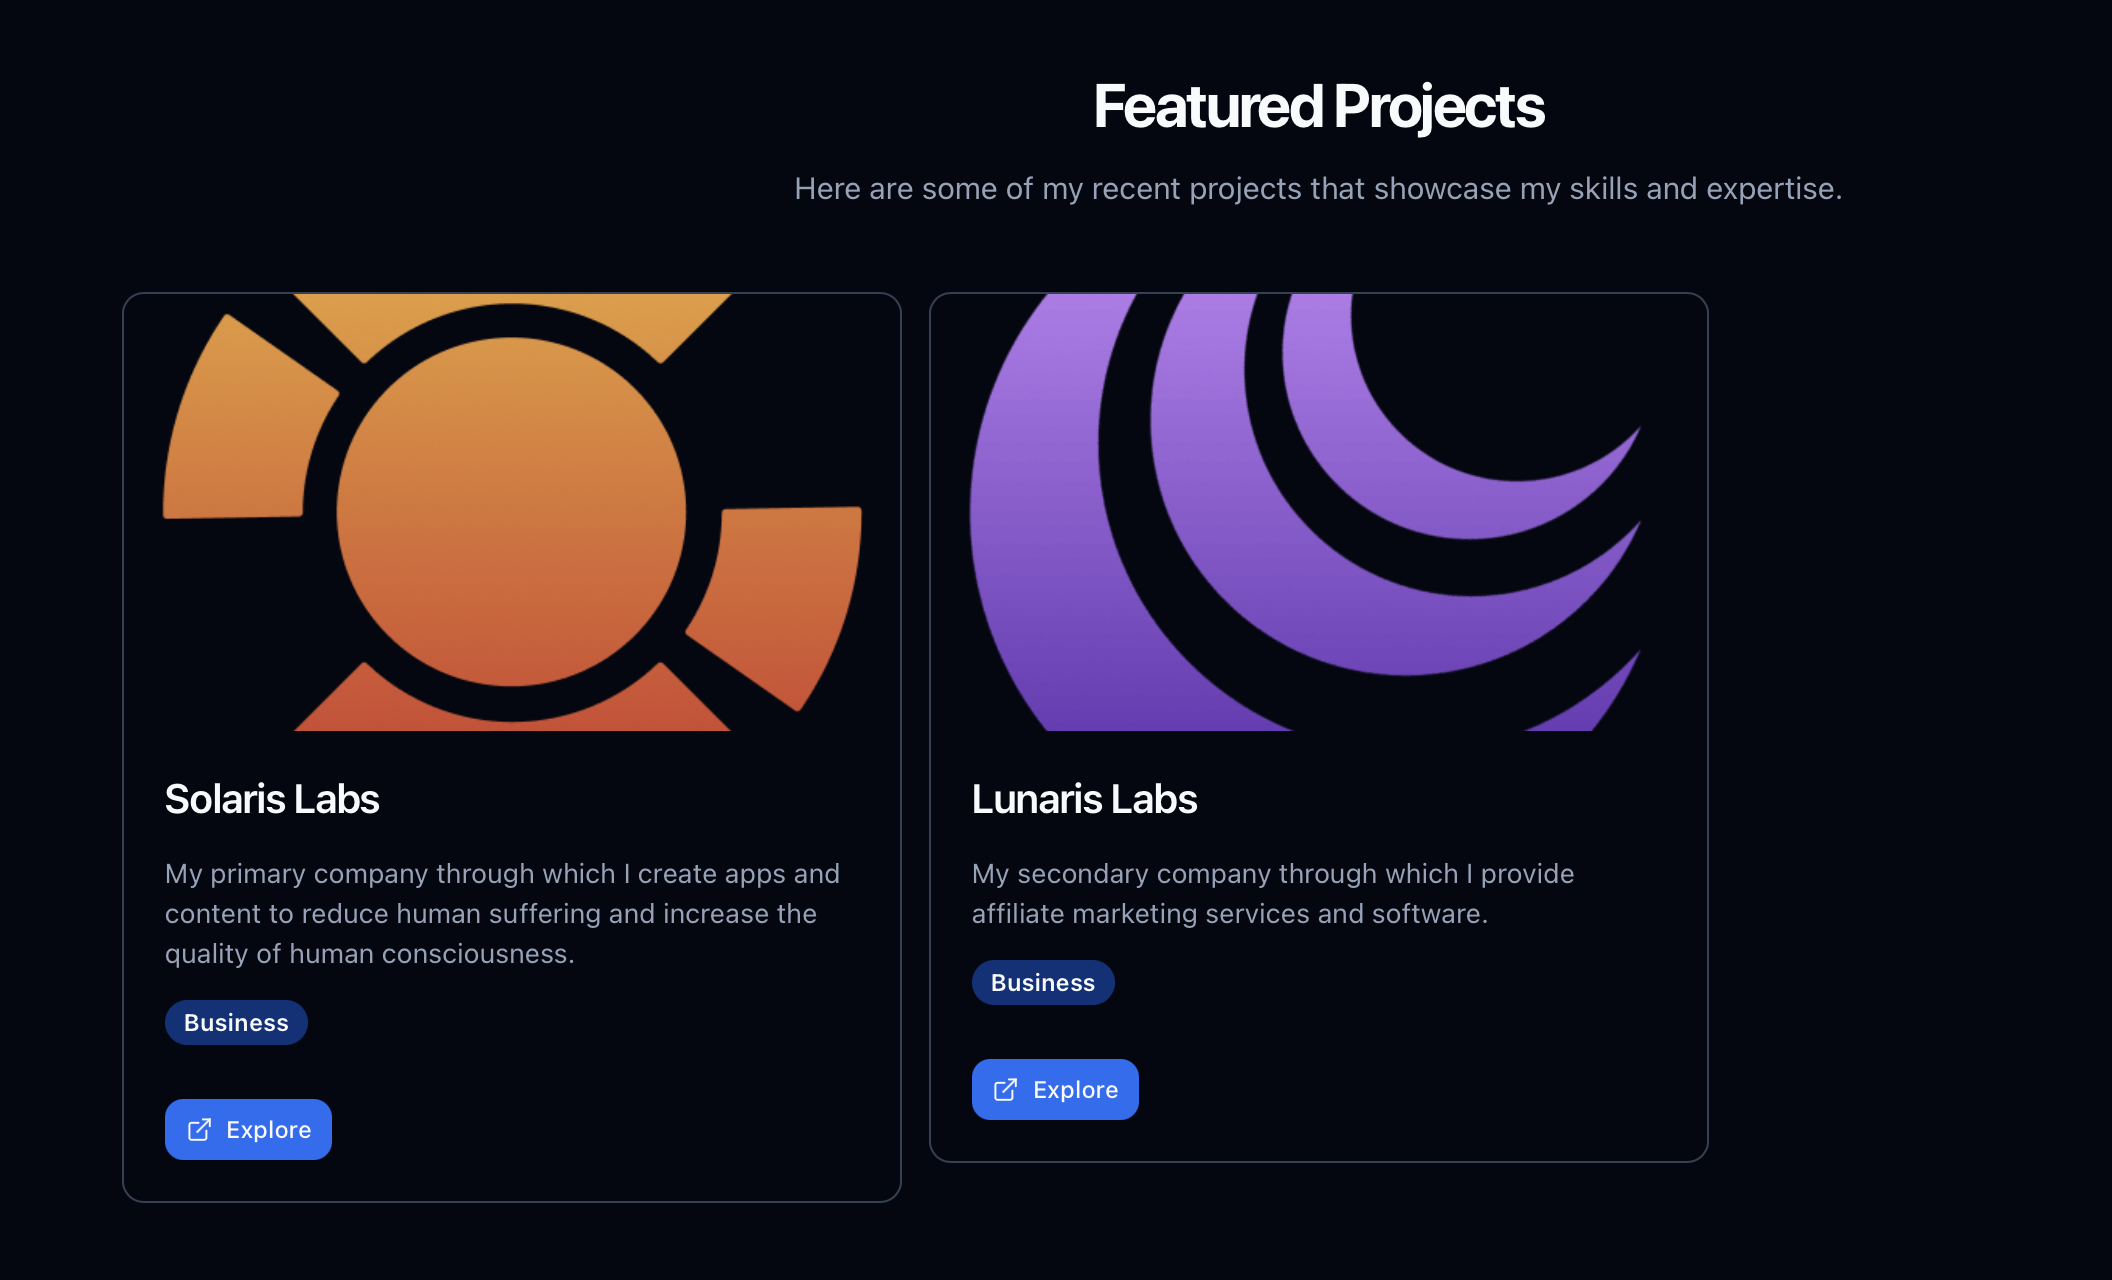 Featured Projects
Here are some of my recent projects that showcase my skills and expertise.
Solaris Labs
My primary company through which I create apps and
content to reduce human suffering and increase the
quality of human consciousness.
Business
Explore
Lunaris Labs
My secondary company through which I provide
affiliate marketing services and software.
Business
Explore